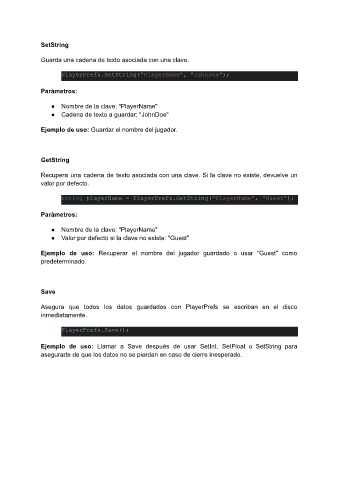 SetString
Guarda una cadena de texto asociada con una clave.
PlayerPrefs.SetString("PlayerName", "JohnDoe");
Parámetros:
● Nombre de la clave: "PlayerName"
● Cadena de texto a guardar: "JohnDoe"
Ejemplo de uso: Guardar el nombre del jugador.
GetString
Recupera una cadena de texto asociada con una clave. Si la clave no existe, devuelve un
valor por defecto.
string playerName = PlayerPrefs.GetString("PlayerName", "Guest");
Parámetros:
● Nombre de la clave: "PlayerName"
● Valor por defecto si la clave no existe: "Guest"
Ejemplo de uso: Recuperar el nombre del jugador guardado o usar "Guest" como
predeterminado.
Save
Asegura que todos los datos guardados con PlayerPrefs se escriban en el disco
inmediatamente.
PlayerPrefs.Save();
Ejemplo de uso: Llamar a Save después de usar SetInt, SetFloat o SetString para
asegurarte de que los datos no se pierdan en caso de cierre inesperado.